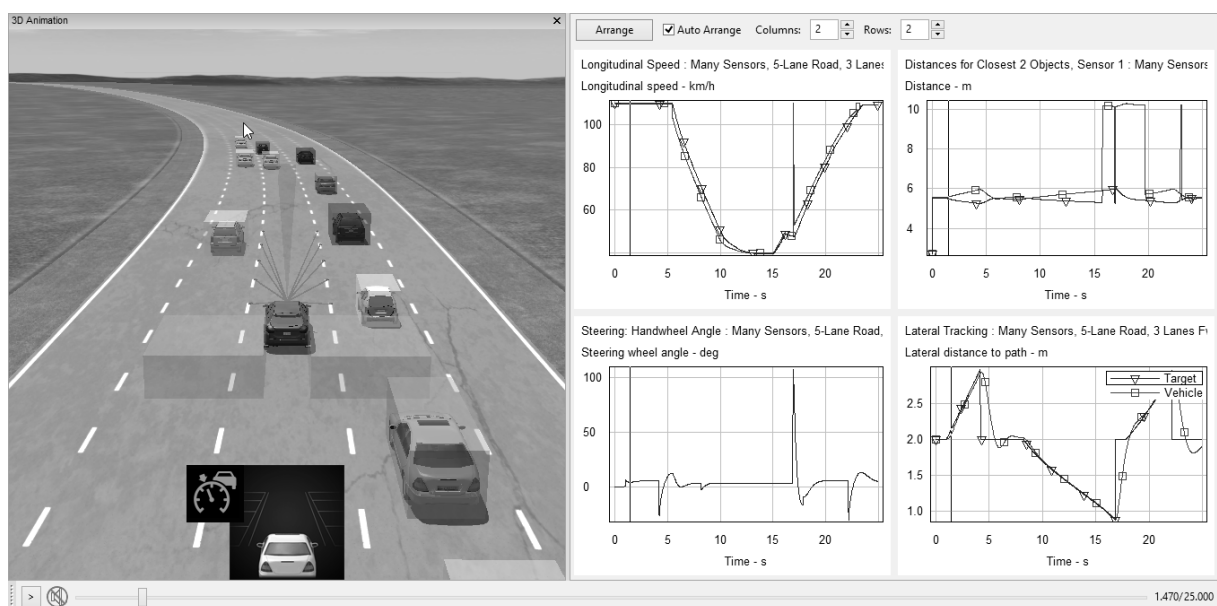 3D Animation
Arrange Auto Arrange Columns: 2 Rows: 2
Longitudinal Speed : Many Sensors, 5-Lane Road, 3 Lanes
Longitudinal speed - km/h
100
80
60
0 5 10 15 20
Time - s
Distances for Closest 2 Objects, Sensor 1 : Many Sensors
Distance - m
10
8
6
4
0 5 10 15 20
Time - s
Steering: Handwheel Angle : Many Sensors, 5-Lane Road,
Steering wheel angle - deg
100
50
0
0 5 10 15 20
Time - s
Lateral Tracking : Many Sensors, 5-Lane Road, 3 Lanes
Lateral distance to path - m
Target
Vehicle
2.5
2.0
1.5
1.0
0 5 10 15 20
Time - s
1.470/25.000